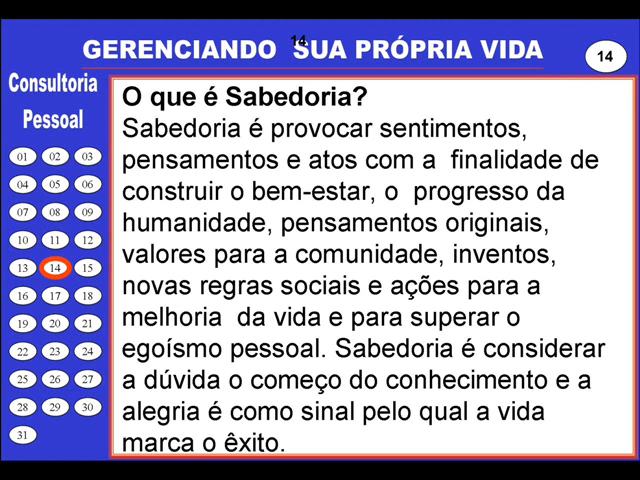 14
GERENCIANDO SUA PRÓPRIA VIDA
14
Consultoria
Pessoal
01 02 03
04 05 06
07 08 09
10 11 12
13 14 15
16 17 18
19 20 21
22 23 24
25 26 27
28 29 30
31
O que é Sabedoria?
Sabedoria é provocar sentimentos,
pensamentos e atos com a finalidade de
construir o bem-estar, o progresso da
humanidade, pensamentos originais,
valores para a comunidade, inventos,
novas regras sociais e ações para a
melhoria da vida e para superar o
egoísmo pessoal. Sabedoria é considerar
a dúvida o começo do conhecimento e a
alegria é como sinal pelo qual a vida
marca o êxito.